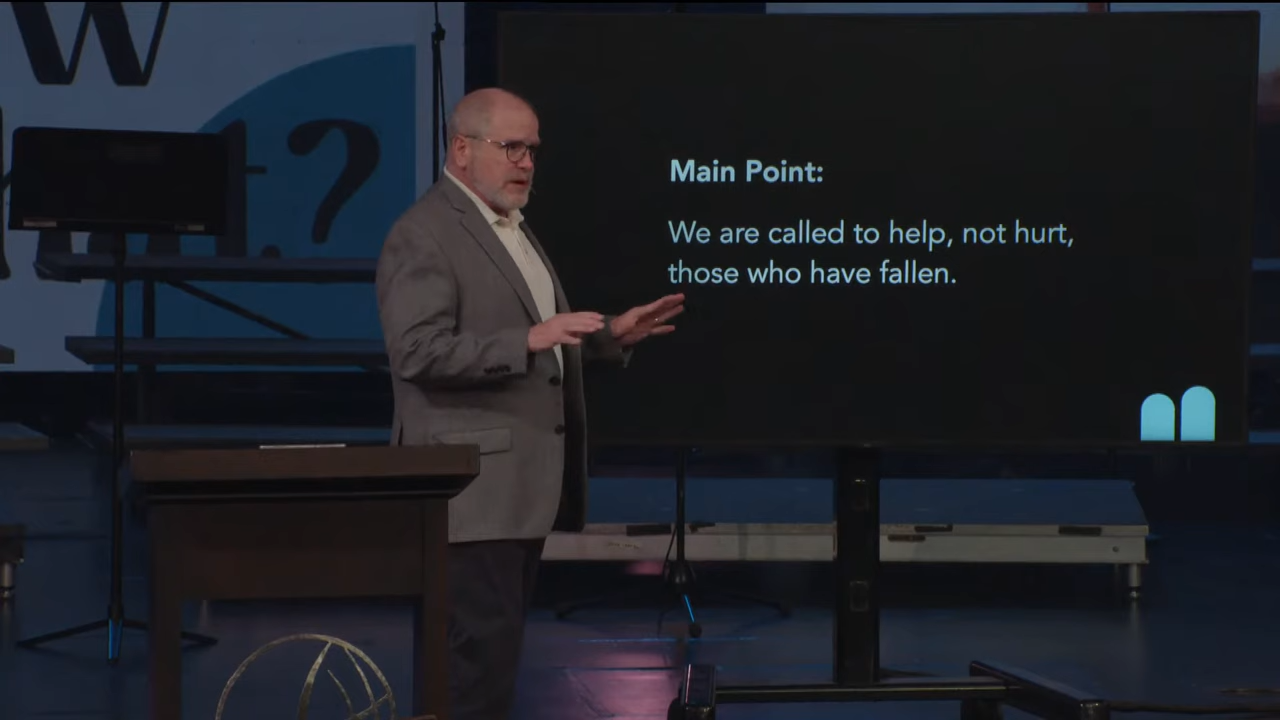 W
t.?
Main Point:
We are called to help, not hurt,
those who have fallen.